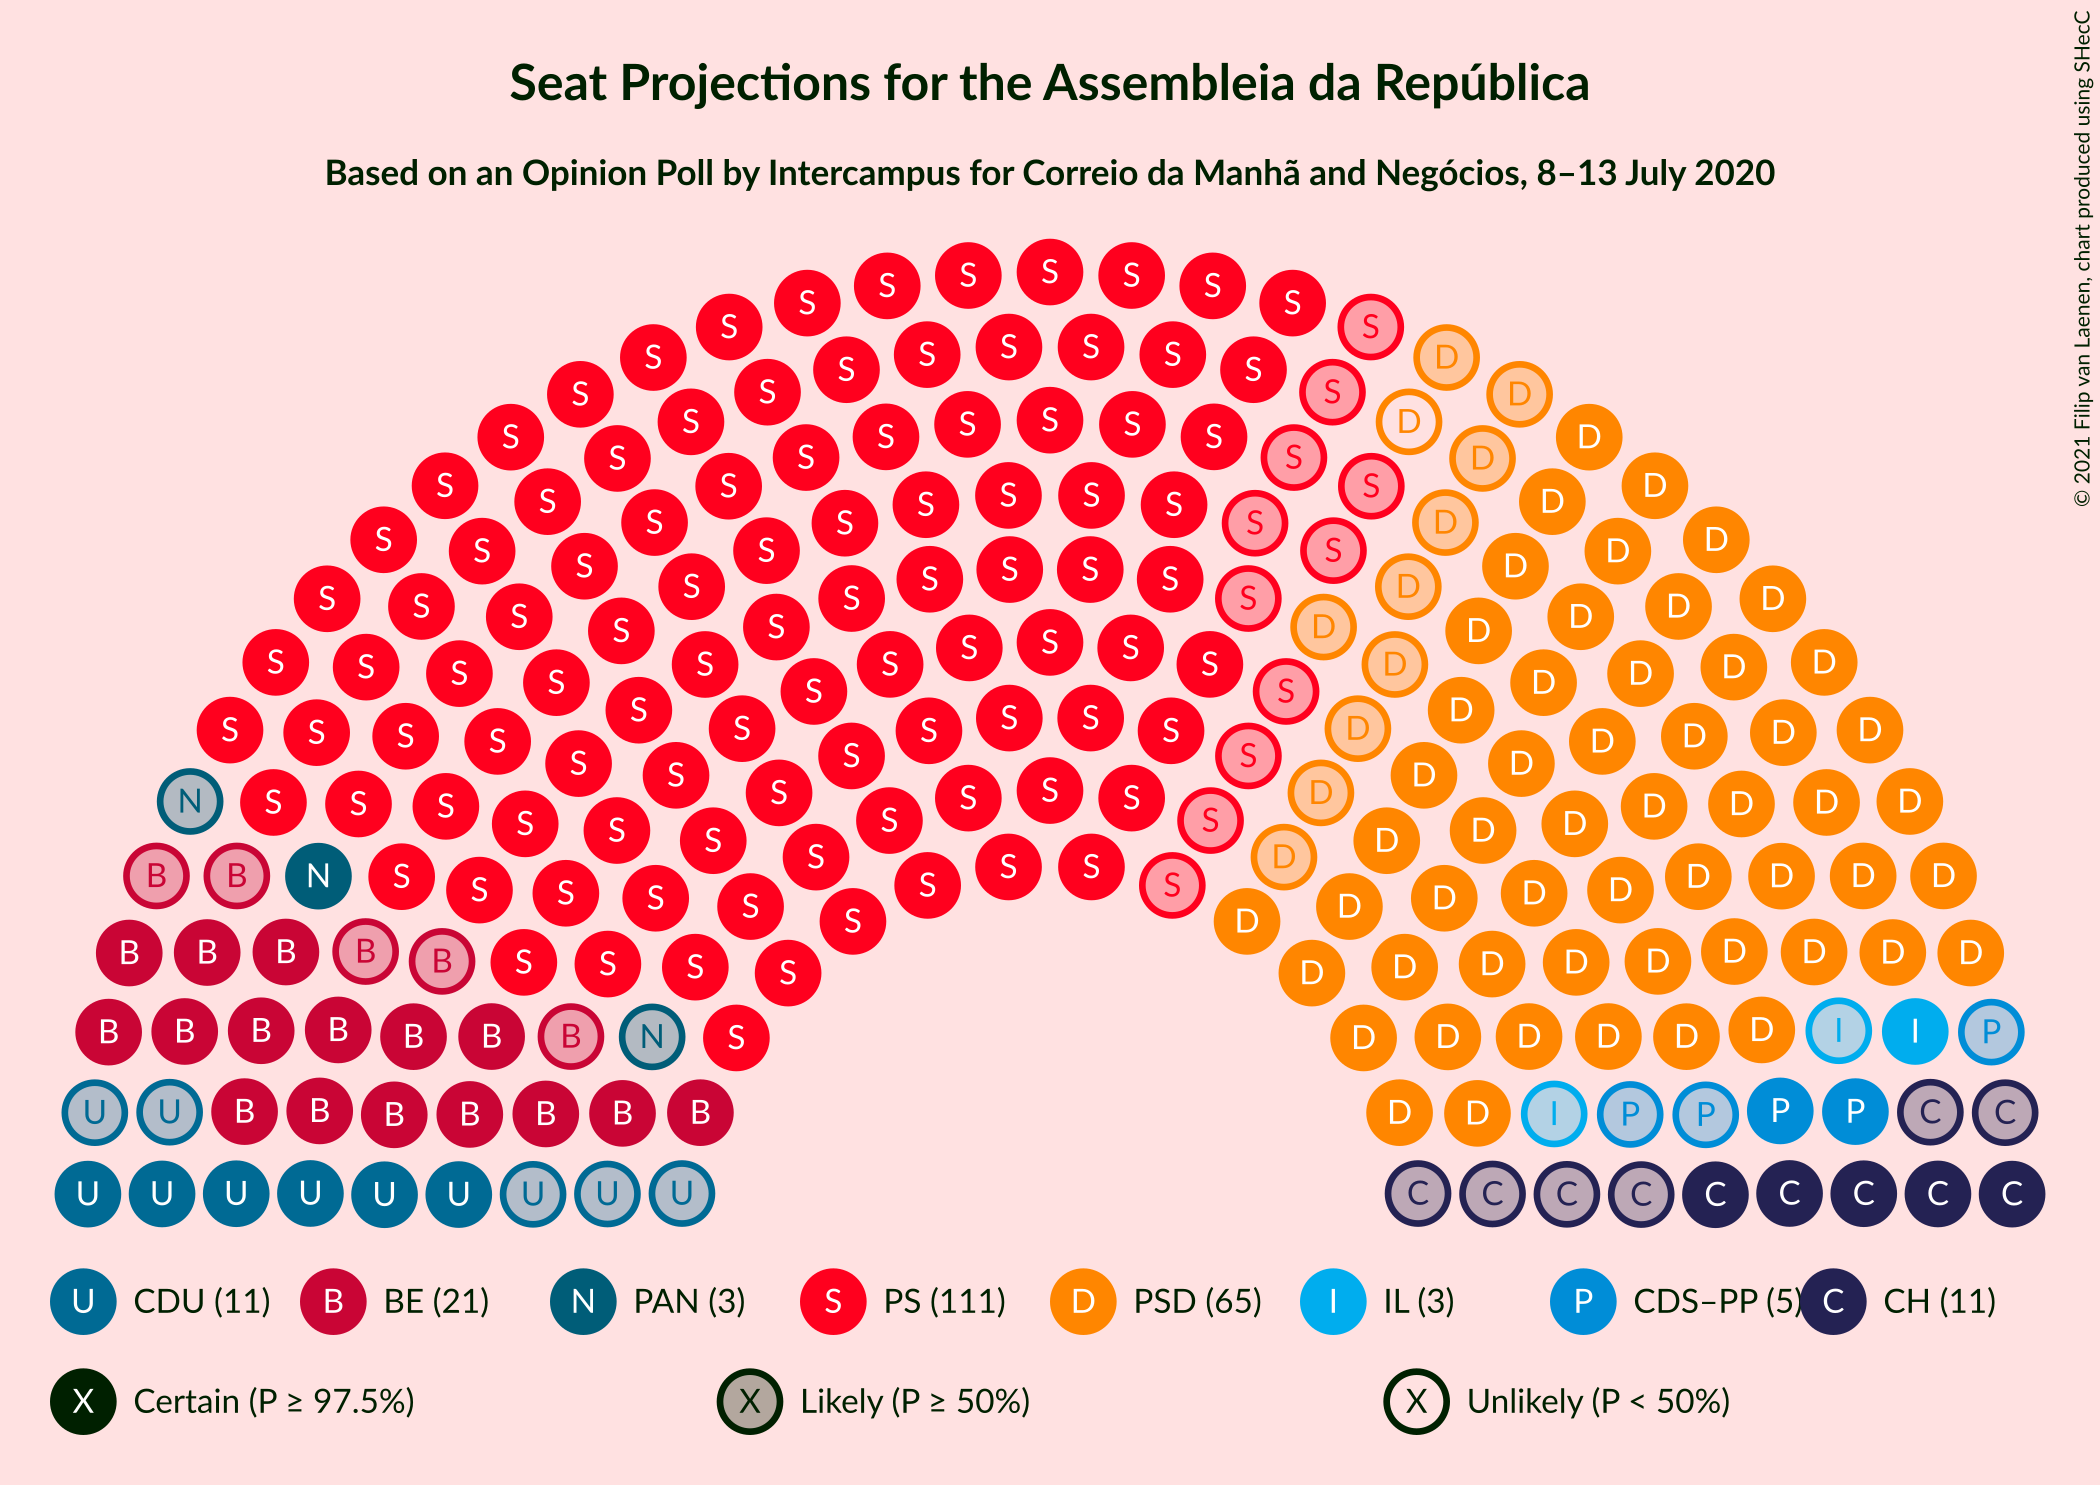 Seat Projections for the Assembleia da República
Based on an Opinion Poll by Intercampus for Correio da Manhã and Negócios, 8–13 July 2020
© 2021 Filip van Laenen, chart produced using SHecC
U CDU (11) B BE (21) N PAN (3) S PS (111) D PSD (65) I IL (3) P CDS–PP (5) C CH (11)
X Certain (P ≥ 97.5%) X Likely (P ≥ 50%) X Unlikely (P < 50%)